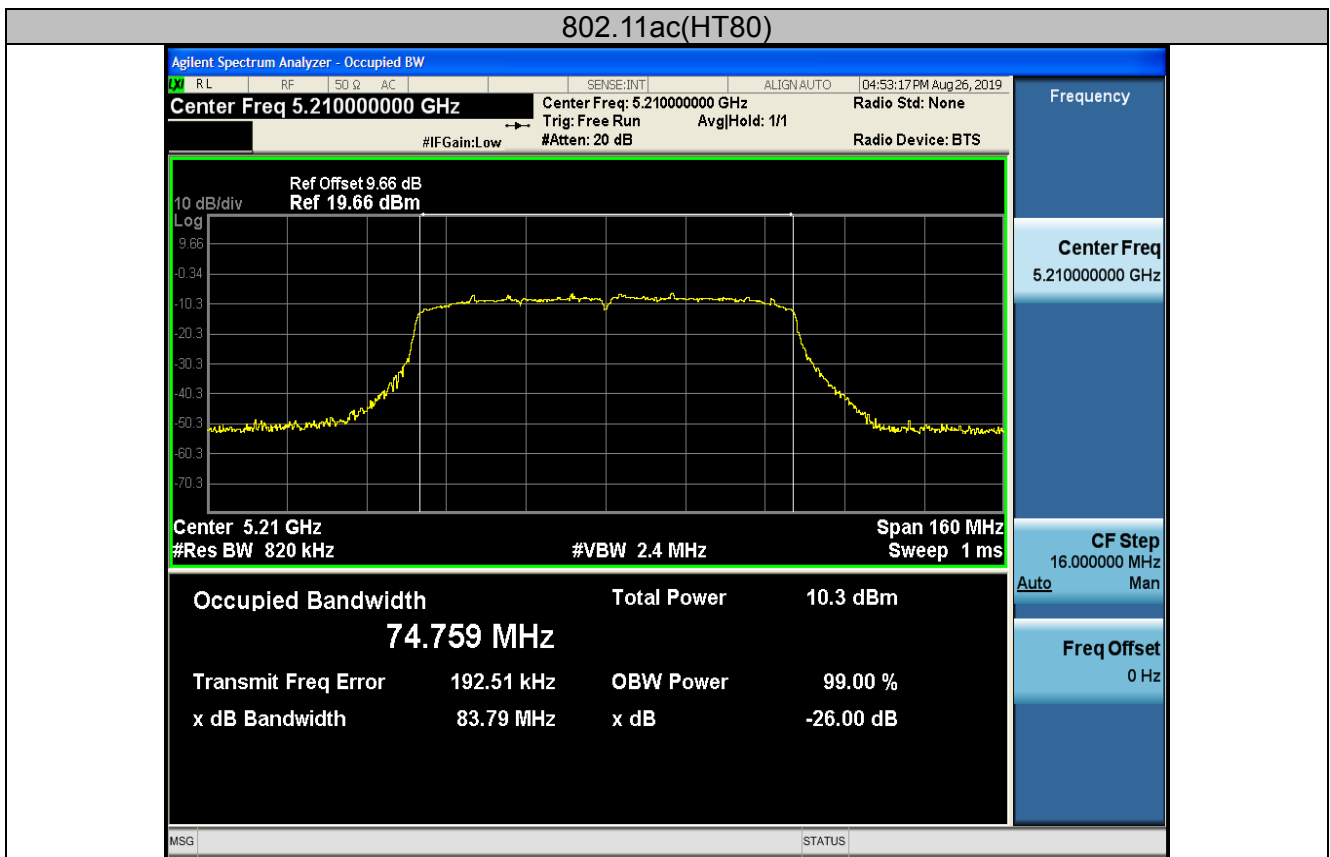 802.11ac(HT80)
Agilent Spectrum Analyzer - Occupied BW
LXI RL RF 50 Ω AC SENSE:INT ALIGN AUTO 04:53:17 PM Aug 26, 2019
Center Freq 5.210000000 GHz
Center Freq: 5.210000000 GHz Radio Std: None
Trig: Free Run Avg|Hold: 1/1
#IFGain:Low #Atten: 20 dB Radio Device: BTS
Ref Offset 9.66 dB
10 dB/div Ref 19.66 dBm
Log
9.66
-0.34
-10.3
-20.3
-30.3
-40.3
-50.3
-60.3
-70.3
Center 5.21 GHz Span 160 MHz
#Res BW 820 kHz #VBW 2.4 MHz Sweep 1 ms
Occupied Bandwidth Total Power 10.3 dBm
74.759 MHz
Transmit Freq Error 192.51 kHz OBW Power 99.00 %
x dB Bandwidth 83.79 MHz x dB -26.00 dB
MSG STATUS
Frequency
Center Freq
5.210000000 GHz
CF Step
16.000000 MHz
Auto Man
Freq Offset
0 Hz